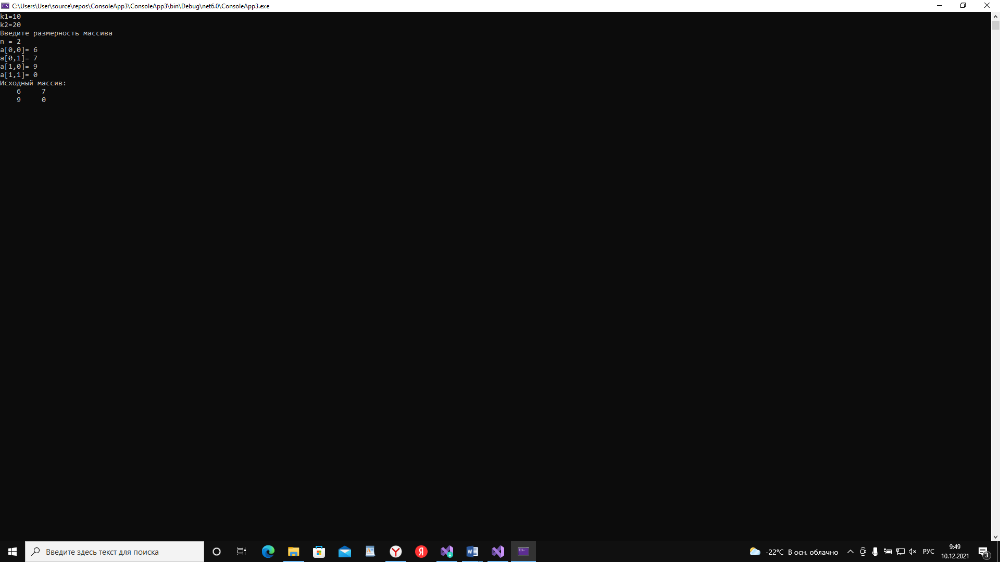 C:\Users\User\source\repos\ConsoleApp3\ConsoleApp3\bin\Debug\net6.0\ConsoleApp3.exe
k1=10
k2=20
Введите размерность массива
n = 2
a[0,0]= 6
a[0,1]= 7
a[1,0]= 9
a[1,1]= 0
Исходный массив:
6 7
9 0
Введите здесь текст для поиска
-22°C В осн. облачно
РУС
9:49
10.12.2021
3